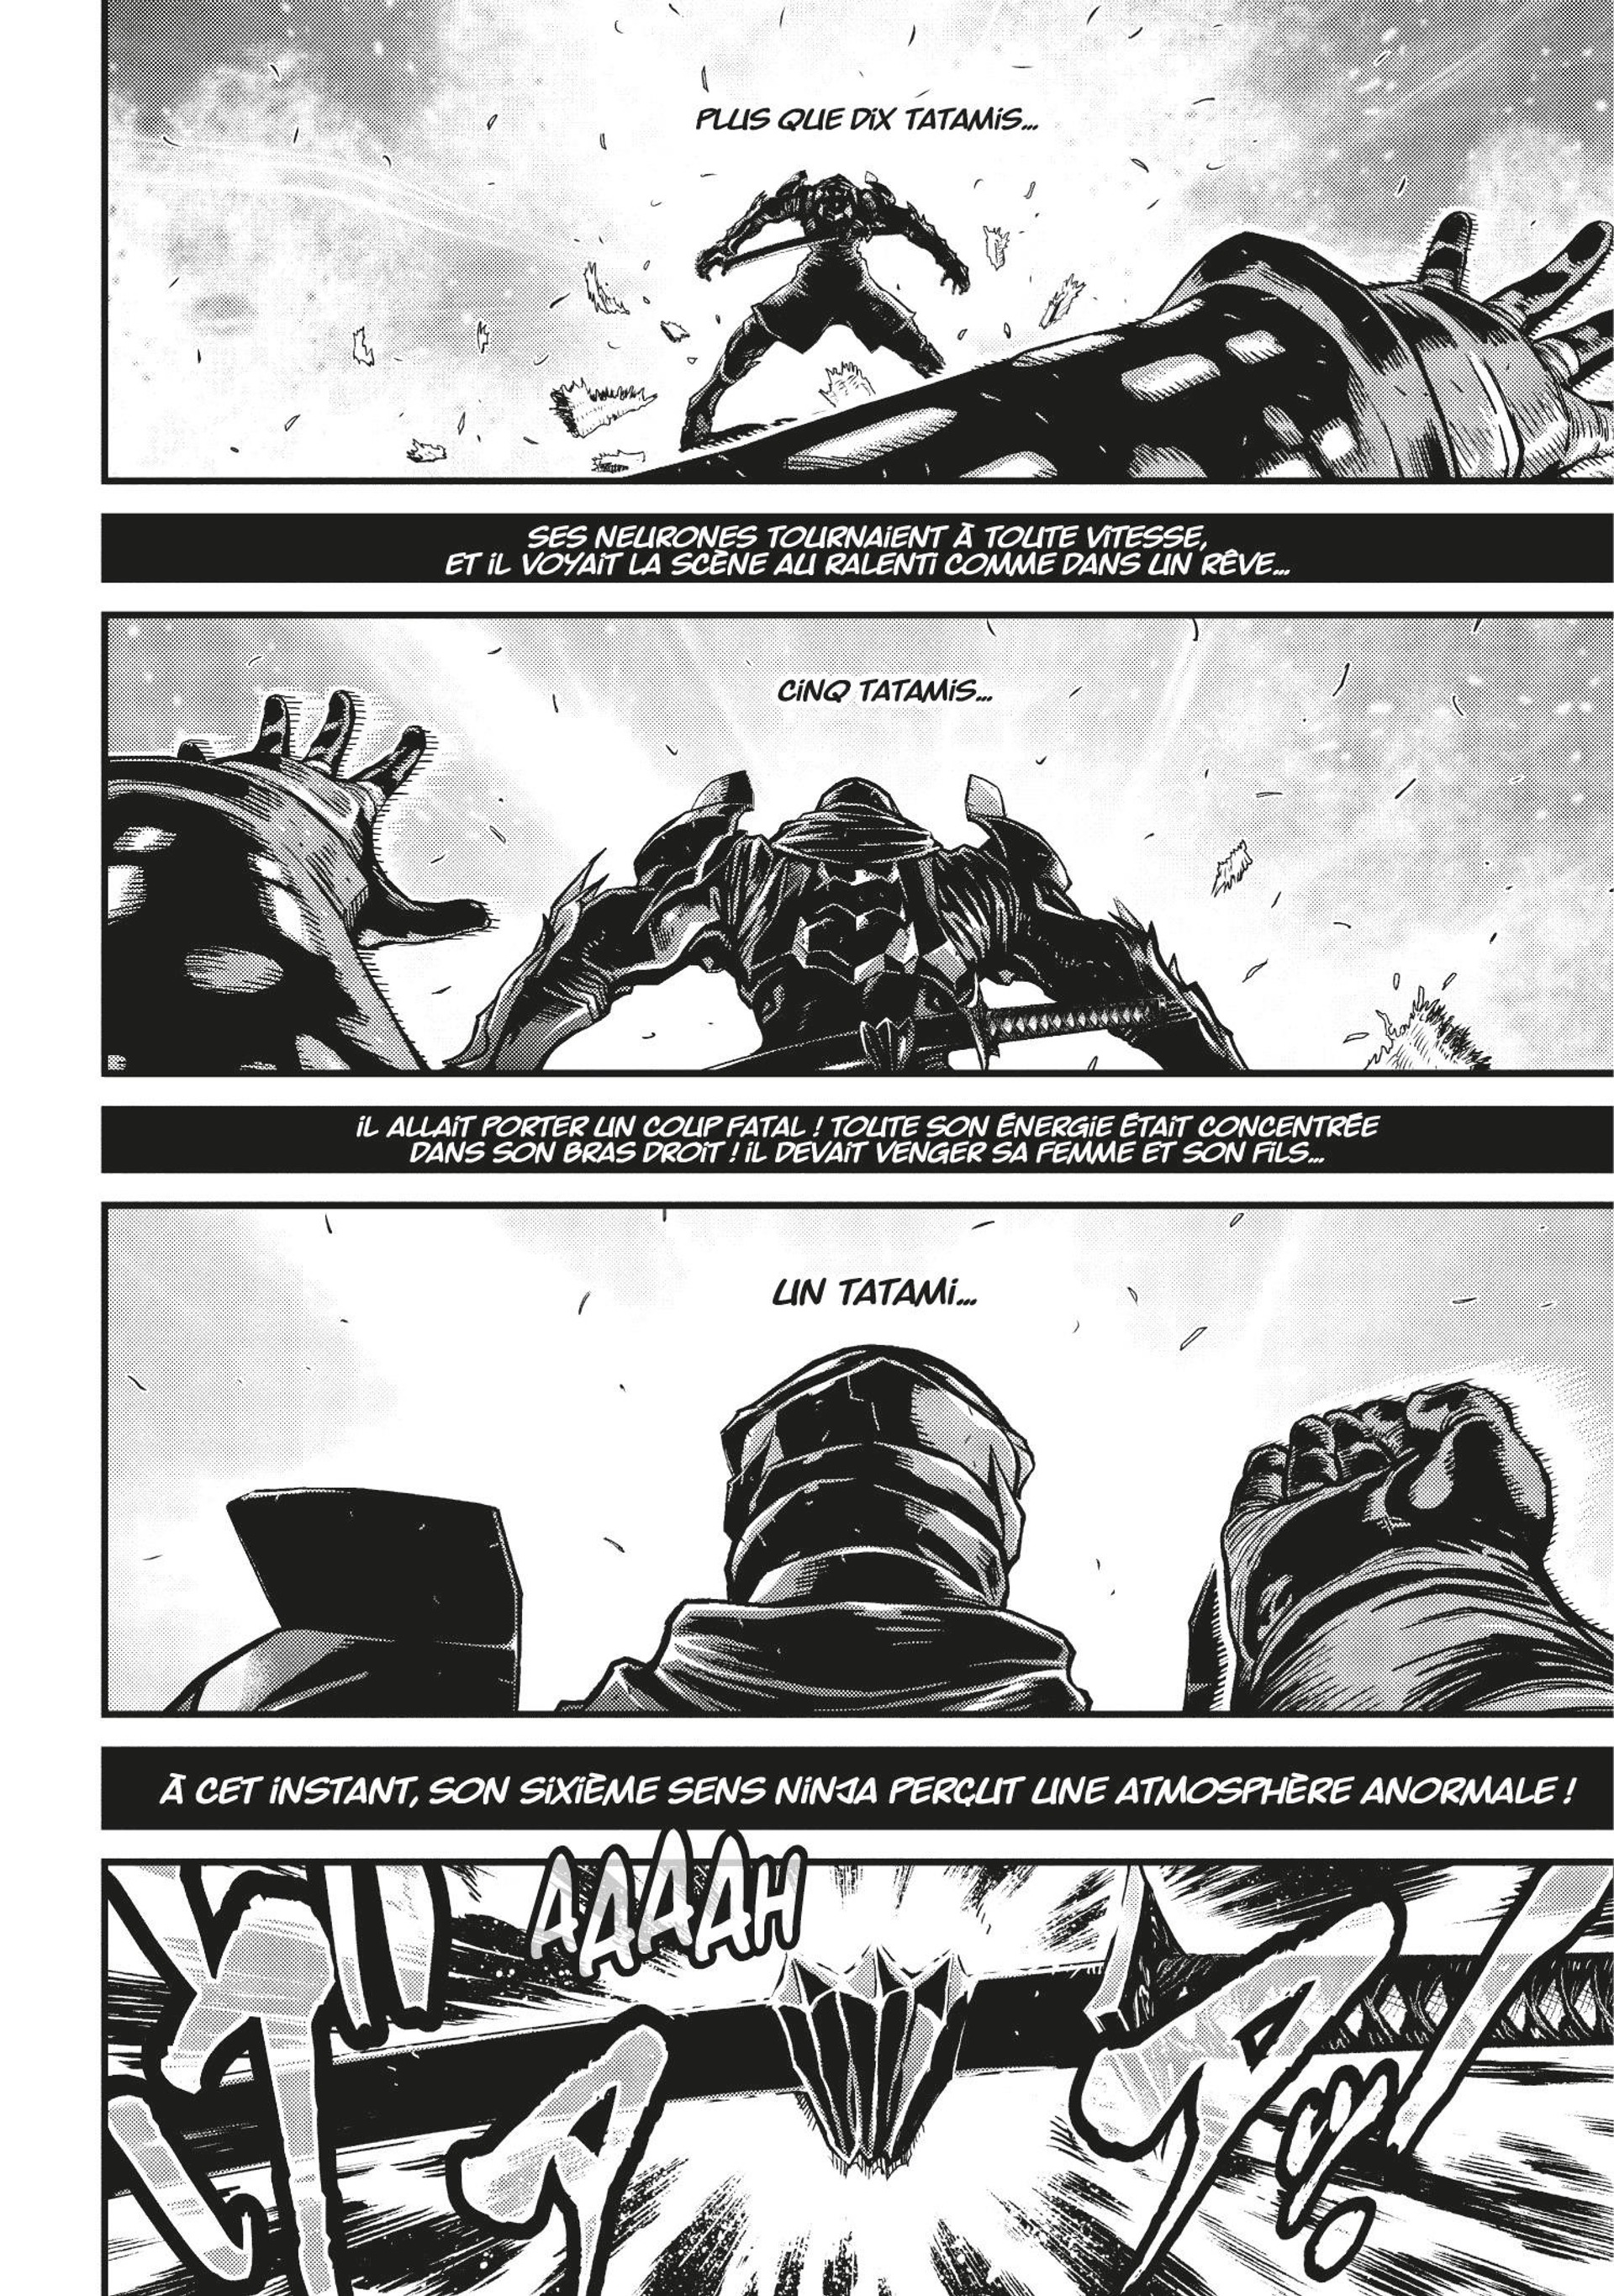 PLUS QUE DIX TATAMIS...
SES NEURONES TOURNAIENT À TOUTE VITESSE,
ET IL VOYAIT LA SCÈNE AU RALENTI COMME DANS UN RÊVE...
CINQ TATAMIS...
IL ALLAIT PORTER UN COUP FATAL ! TOUTE SON ÉNERGIE ÉTAIT CONCENTRÉE
DANS SON BRAS DROIT ! IL DEVAIT VENGER SA FEMME ET SON FILS...
UN TATAMI...
À CET INSTANT, SON SIXIÈME SENS NINJA PERÇUT UNE ATMOSPHÈRE ANORMALE !
AAAAH